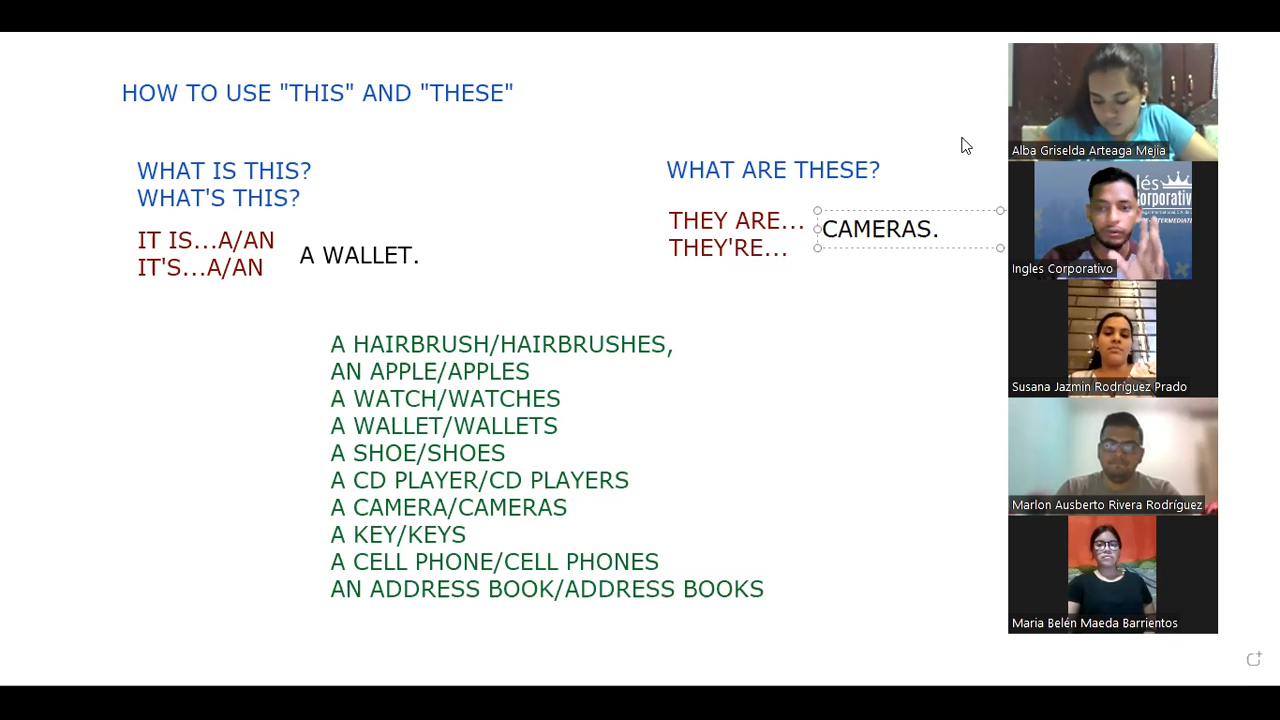 HOW TO USE "THIS" AND "THESE"
WHAT IS THIS?
WHAT'S THIS?
IT IS...A/AN
IT'S...A/AN
A WALLET.
WHAT ARE THESE?
THEY ARE...
THEY'RE...
CAMERAS.
A HAIRBRUSH/HAIRBRUSHES,
AN APPLE/APPLES
A WATCH/WATCHES
A WALLET/WALLETS
A SHOE/SHOES
A CD PLAYER/CD PLAYERS
A CAMERA/CAMERAS
A KEY/KEYS
A CELL PHONE/CELL PHONES
AN ADDRESS BOOK/ADDRESS BOOKS
Alba Griselda Arteaga Mejia
Ingles Corporativo
Susana Jazmin Rodríguez Prado
Marlon Ausberto Rivera Rodríguez
Maria Belén Maeda Barrientos